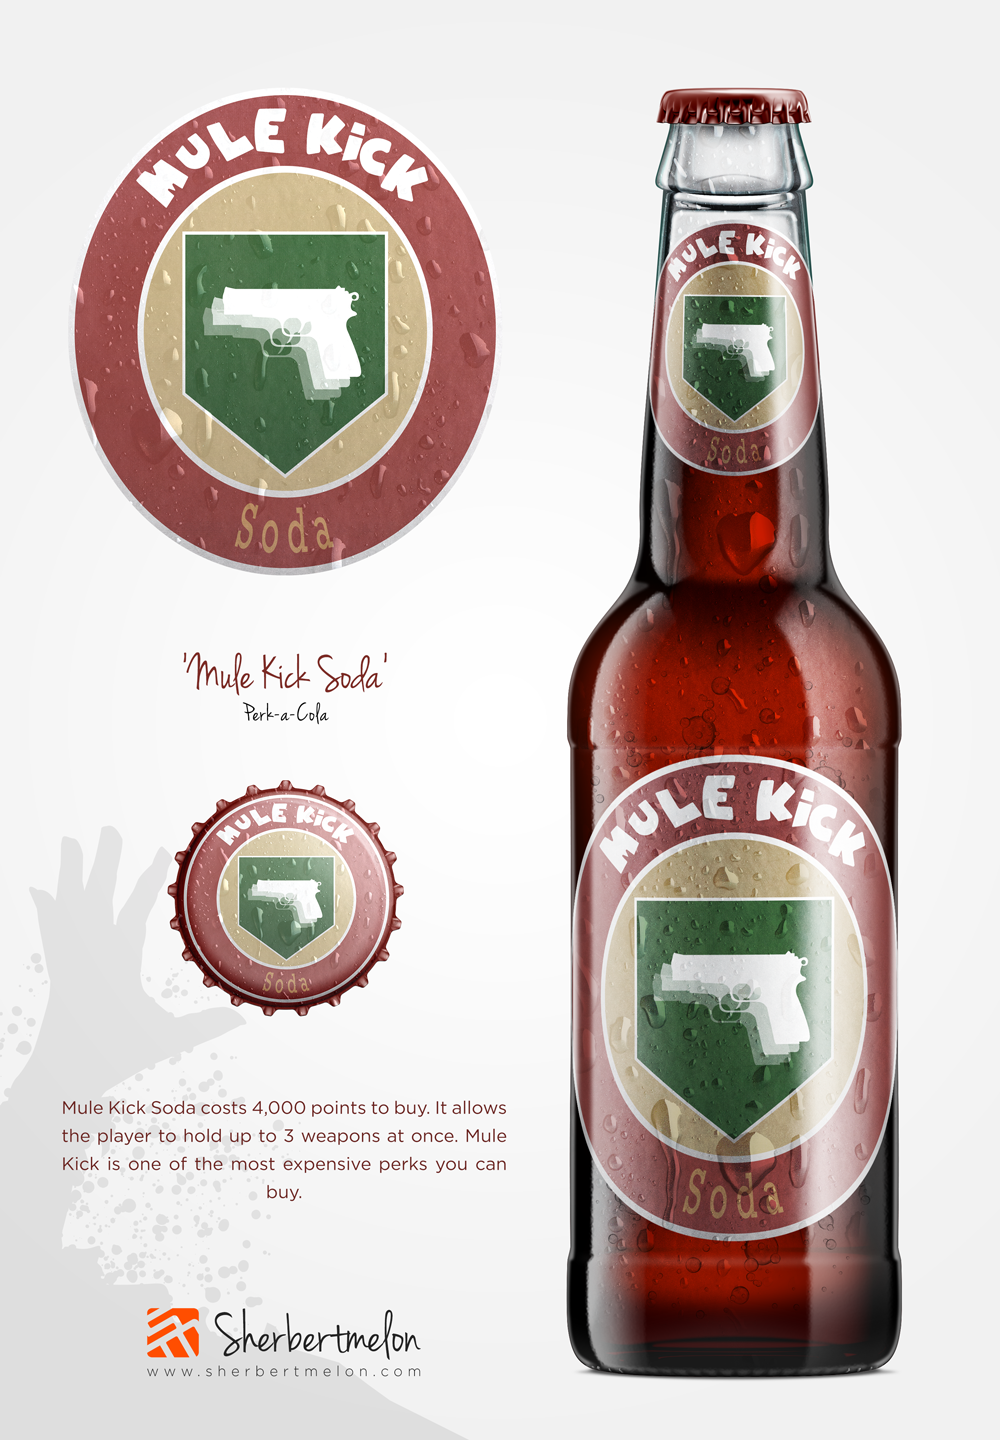 MULE KiCK
Soda
'Mule Kick Soda'
Perk-a-Cola
MULE KiCK
Soda
Mule Kick Soda costs 4,000 points to buy. It allows
the player to hold up to 3 weapons at once. Mule
Kick is one of the most expensive perks you can
buy.
Sherbertmelon
www.sherbertmelon.com
MULE KiCK
Soda
MULE KiCK
Soda